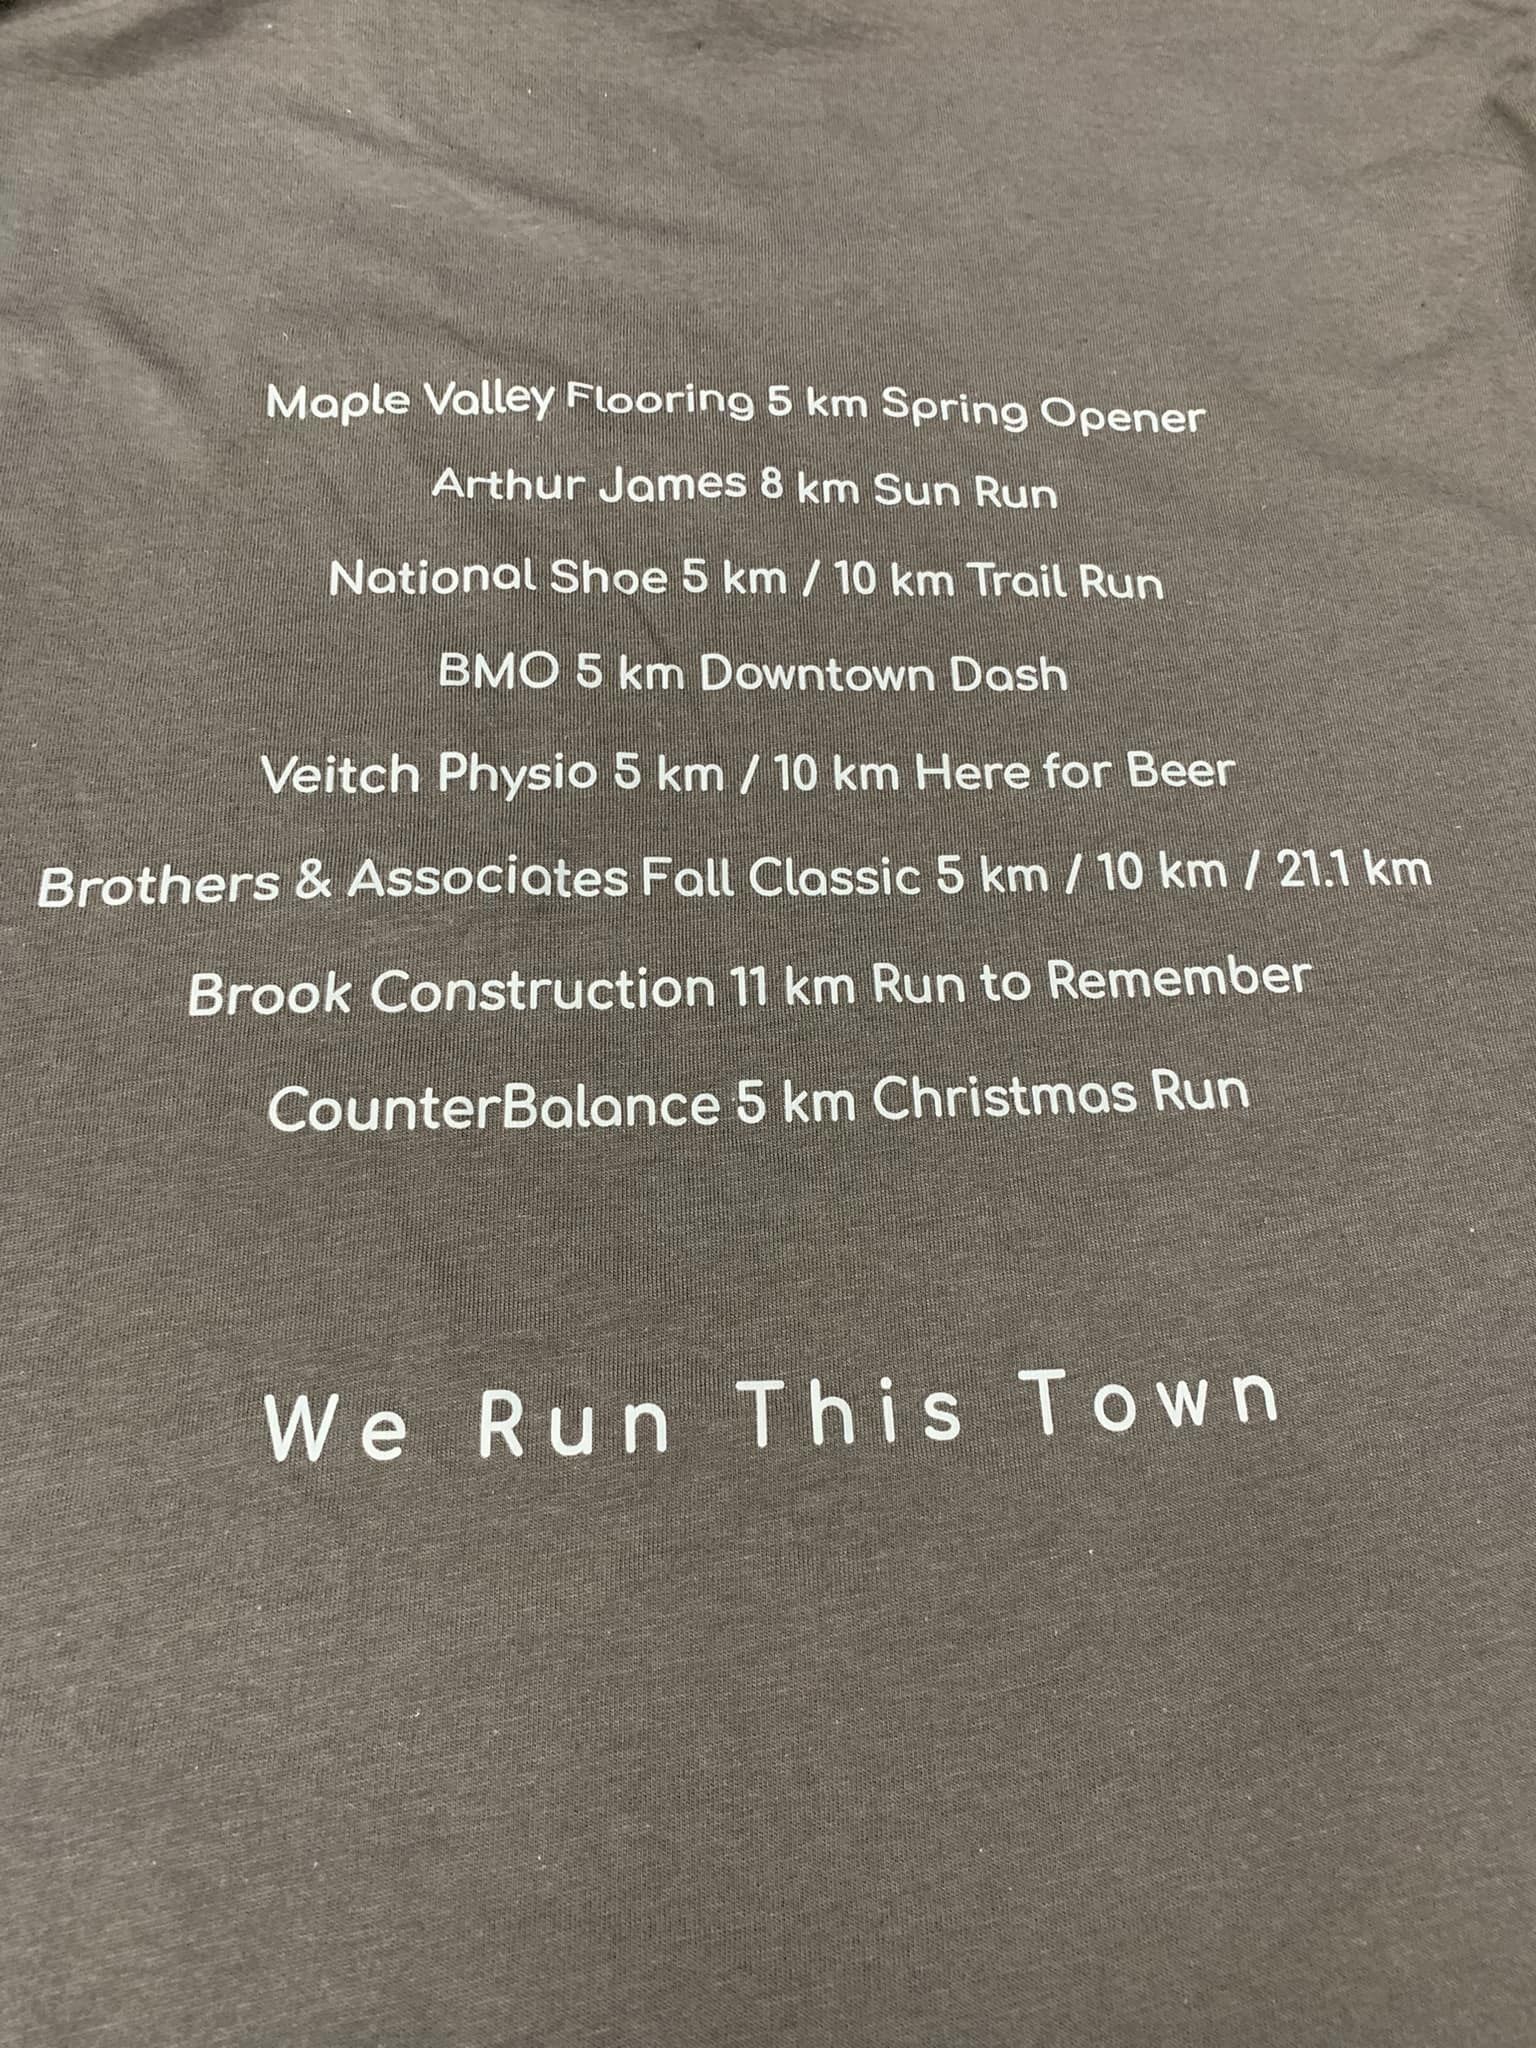 Maple Valley Flooring 5 km Spring Opener
Arthur James 8 km Sun Run
National Shoe 5 km / 10 km Trail Run
BMO 5 km Downtown Dash
Veitch Physio 5 km / 10 km Here for Beer
Brothers & Associates Fall Classic 5 km / 10 km / 21.1 km
Brook Construction 11 km Run to Remember
CounterBalance 5 km Christmas Run
We Run This Town